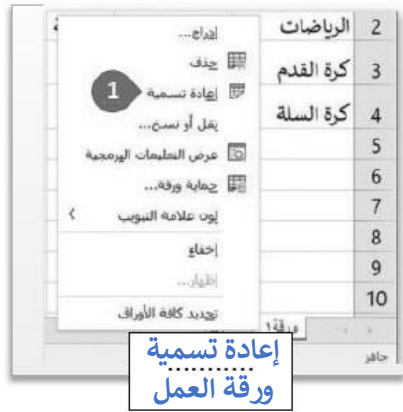 2 الرياضات
3 كرة القدم
4 كرة السلة
5
6
7
8
9
10
إدراج...
حذف
إعادة تسمية
1
نقل أو نسخ...
عرض التعليمات البرمجية
حماية ورقة...
لون علامة التبويب
إخفاء
إظهار...
تحديد كافة الأوراق
ورقة1
جاهز
إعادة تسمية
ورقة العمل